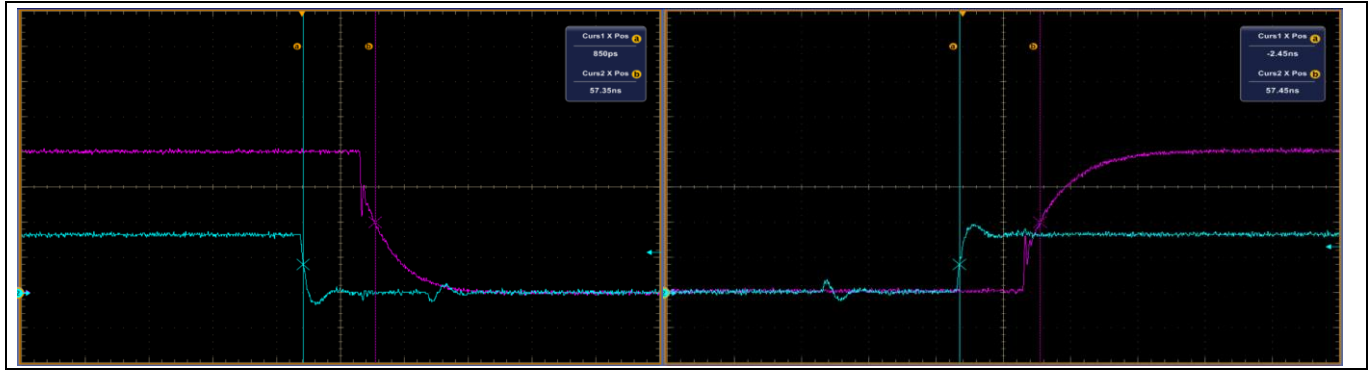 a
b
Curs1 X Pos a
850ps
Curs2 X Pos b
57.35ns
a
b
Curs1 X Pos a
-2.45ns
Curs2 X Pos b
57.45ns